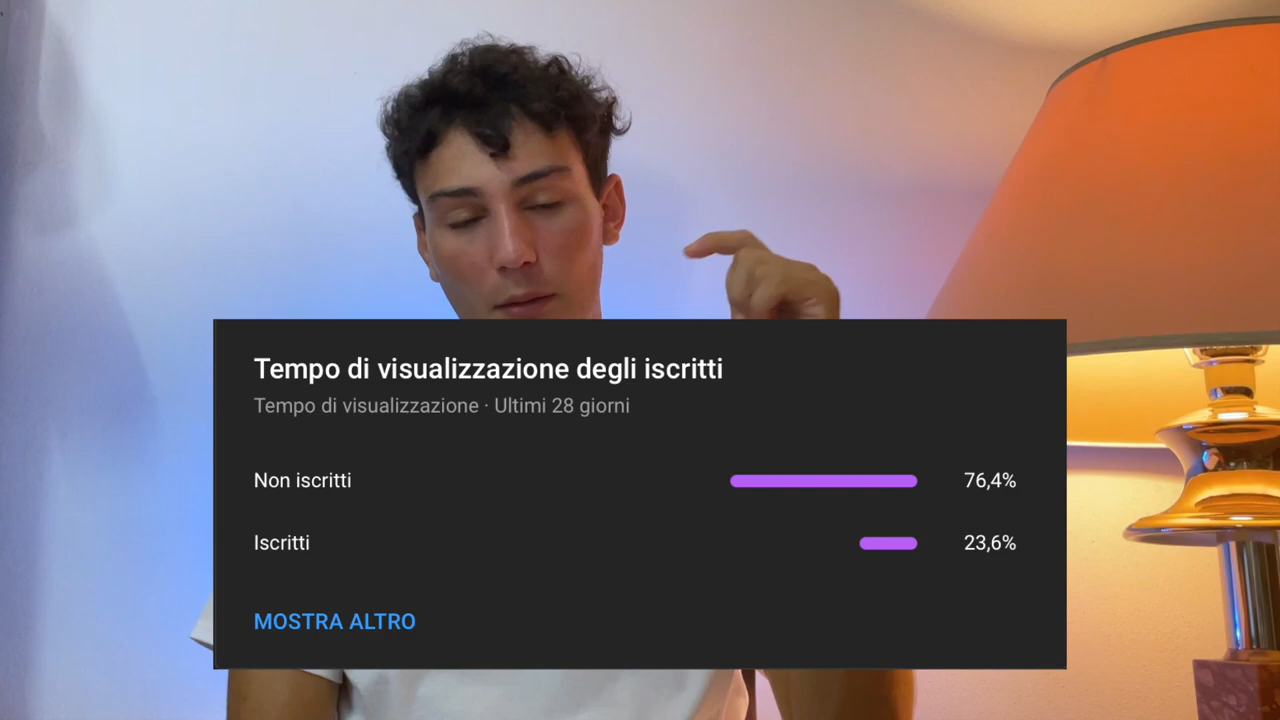 Tempo di visualizzazione degli iscritti
Tempo di visualizzazione · Ultimi 28 giorni
Non iscritti 76,4%
Iscritti 23,6%
MOSTRA ALTRO